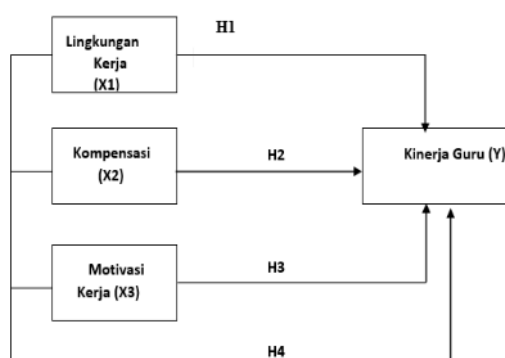 H1
Lingkungan
Kerja
(X1)
Kompensasi
(X2)
H2
Kinerja Guru (Y)
Motivasi
Kerja (X3)
H3
H4